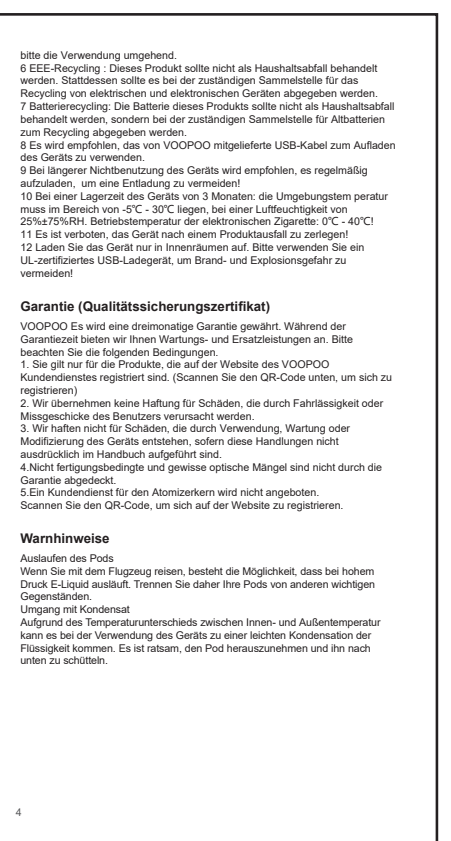 bitte die Verwendung umgehend.
6 EEE-Recycling : Dieses Produkt sollte nicht als Haushaltsabfall behandelt
werden. Stattdessen sollte es bei der zuständigen Sammelstelle für das
Recycling von elektrischen und elektronischen Geräten abgegeben werden.
7 Batterierecycling: Die Batterie dieses Produkts sollte nicht als Haushaltsabfall
behandelt werden, sondern bei der zuständigen Sammelstelle für Altbatterien
zum Recycling abgegeben werden.
8 Es wird empfohlen, das von VOOPOO mitgelieferte USB-Kabel zum Aufladen
des Geräts zu verwenden.
9 Bei längerer Nichtbenutzung des Geräts wird empfohlen, es regelmäßig
aufzuladen,  um eine Entladung zu vermeiden!
10 Bei einer Lagerzeit des Geräts von 3 Monaten: die Umgebungstem peratur
muss im Bereich von -5℃ - 30℃ liegen, bei einer Luftfeuchtigkeit von
25%±75%RH. Betriebstemperatur der elektronischen Zigarette: 0℃ - 40℃!
11 Es ist verboten, das Gerät nach einem Produktausfall zu zerlegen!
12 Laden Sie das Gerät nur in Innenräumen auf. Bitte verwenden Sie ein
UL-zertifiziertes USB-Ladegerät, um Brand- und Explosionsgefahr zu
vermeiden!
Garantie (Qualitätssicherungszertifikat)
VOOPOO Es wird eine dreimonatige Garantie gewährt. Während der
Garantiezeit bieten wir Ihnen Wartungs- und Ersatzleistungen an. Bitte
beachten Sie die folgenden Bedingungen.
1. Sie gilt nur für die Produkte, die auf der Website des VOOPOO
Kundendienstes registriert sind. (Scannen Sie den QR-Code unten, um sich zu
registrieren)
2. Wir übernehmen keine Haftung für Schäden, die durch Fahrlässigkeit oder
Missgeschicke des Benutzers verursacht werden.
3. Wir haften nicht für Schäden, die durch Verwendung, Wartung oder
Modifizierung des Geräts entstehen, sofern diese Handlungen nicht
ausdrücklich im Handbuch aufgeführt sind.
4.Nicht fertigungsbedingte und gewisse optische Mängel sind nicht durch die
Garantie abgedeckt.
5.Ein Kundendienst für den Atomizerkern wird nicht angeboten.
Scannen Sie den QR-Code, um sich auf der Website zu registrieren.
Warnhinweise
Auslaufen des Pods
Wenn Sie mit dem Flugzeug reisen, besteht die Möglichkeit, dass bei hohem
Druck E-Liquid ausläuft. Trennen Sie daher Ihre Pods von anderen wichtigen
Gegenständen.
Umgang mit Kondensat
Aufgrund des Temperaturunterschieds zwischen Innen- und Außentemperatur
kann es bei der Verwendung des Geräts zu einer leichten Kondensation der
Flüssigkeit kommen. Es ist ratsam, den Pod herauszunehmen und ihn nach
unten zu schütteln.
4